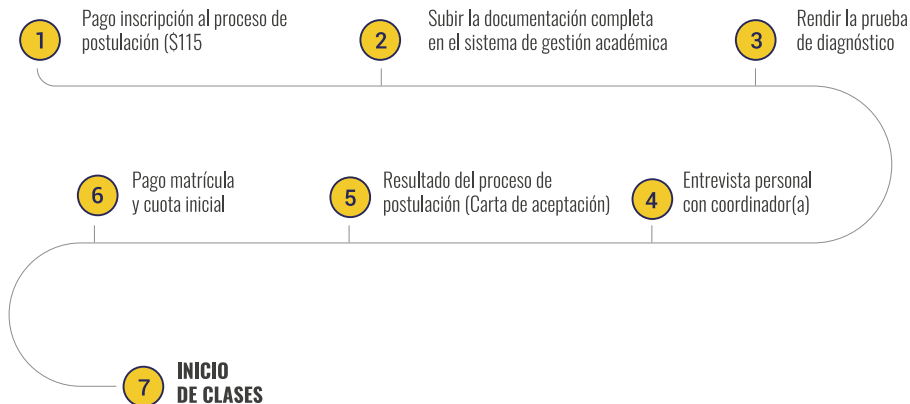 1
Pago inscripción al proceso de
postulación ($115
2
Subir la documentación completa
en el sistema de gestión académica
3
Rendir la prueba
de diagnóstico
4
Entrevista personal
con coordinador(a)
5
Resultado del proceso de
postulación (Carta de aceptación)
6
Pago matrícula
y cuota inicial
7
INICIO
DE CLASES